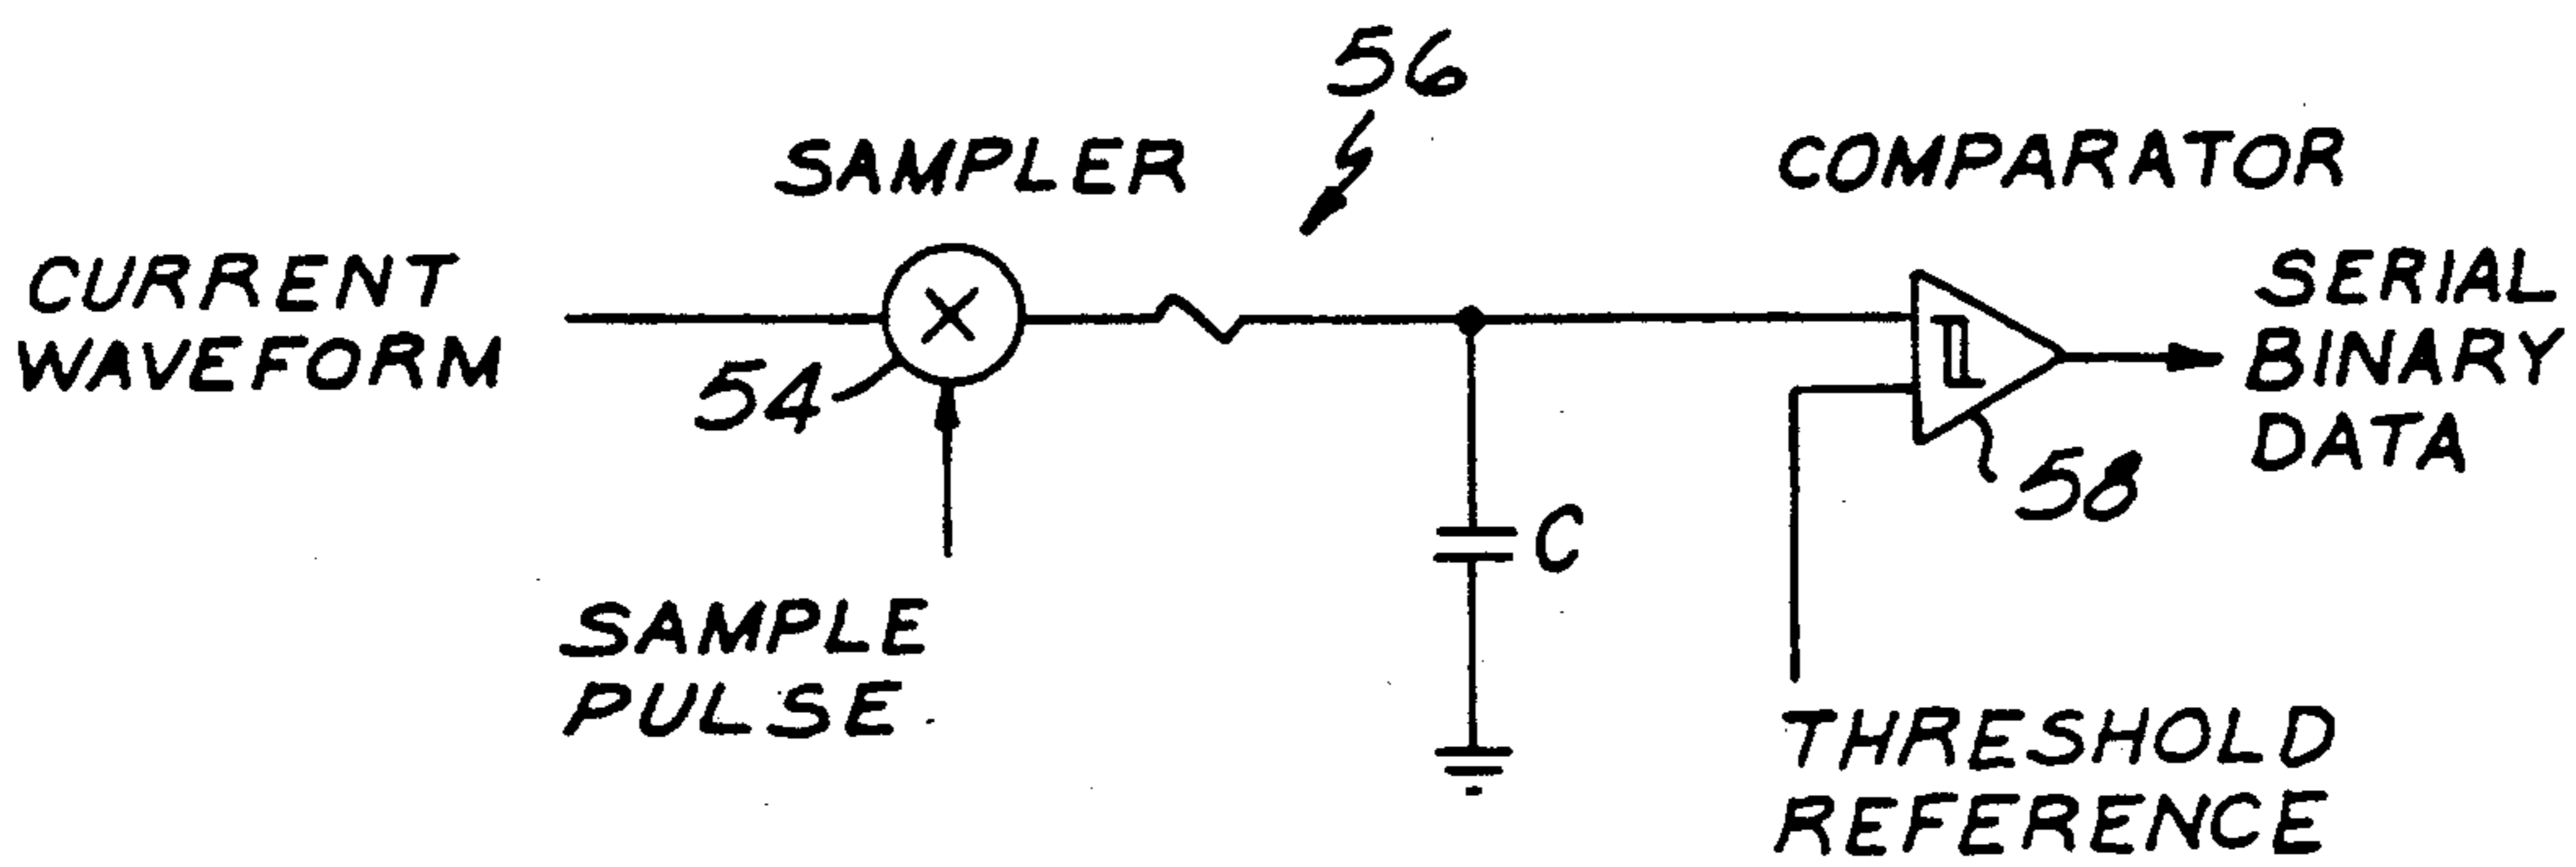 56
SAMPLER
COMPARATOR
CURRENT
WAVEFORM
54
SERIAL
BINARY
DATA
58
C
SAMPLE
PULSE
THRESHOLD
REFERENCE